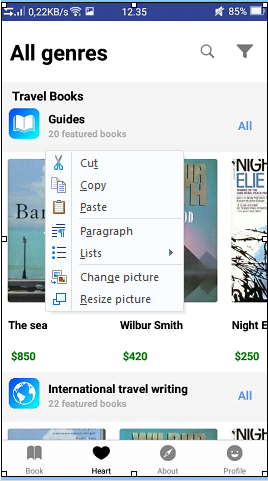 0,22KB/s 12.35 85%
All genres
Travel Books
Guides
20 featured books
All
Cut
Copy
Paste
Paragraph
Lists
Change picture
Resize picture
NIGH
ELIE
The sea
Wilbur Smith
Night E
$850
$420
$250
International travel writing
22 featured books
All
Book
Heart
About
Profile